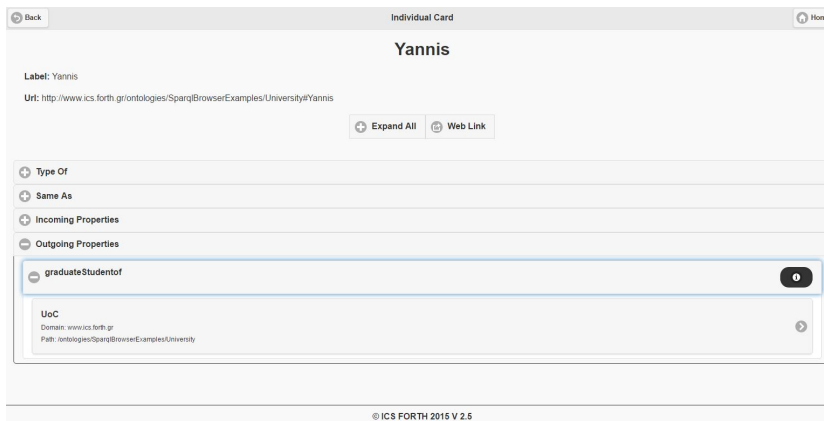 Back
Individual Card
Hom
Yannis
Label: Yannis
Url: http://www.ics.forth.gr/ontologies/SparqlBrowserExamples/University#Yannis
Expand All
Web Link
Type Of
Same As
Incoming Properties
Outgoing Properties
graduateStudentof
UoC
Domain: www.ics.forth.gr
Path: /ontologies/SparqlBrowserExamples/University
© ICS FORTH 2015 V 2.5